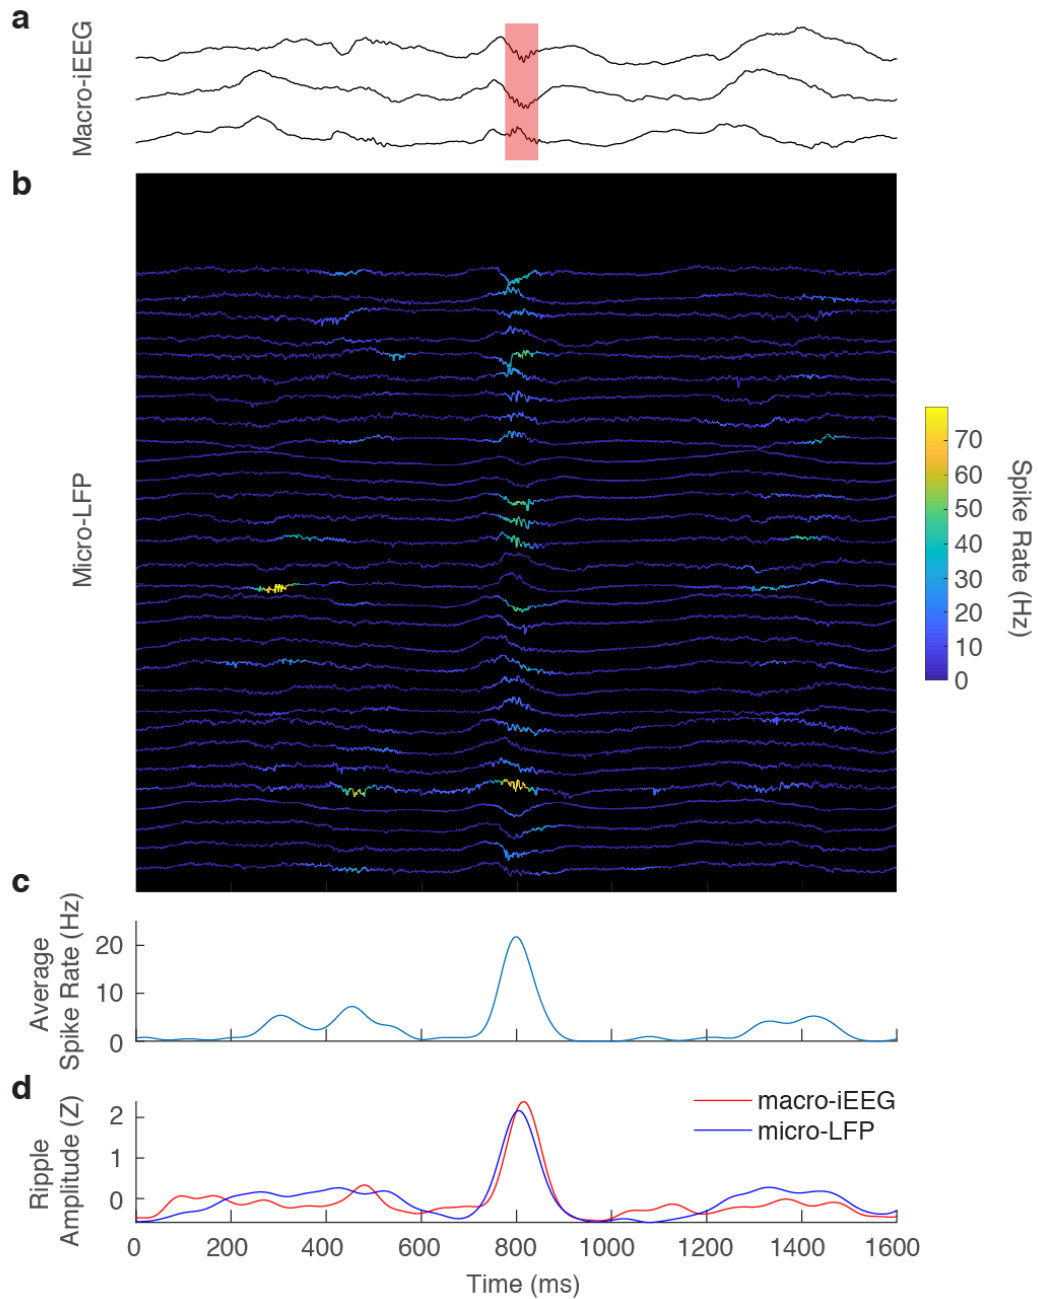 a
Macro-iEEG
b
Micro-LFP
70
60
50
40
30
20
10
0
Spike Rate (Hz)
c
Average
Spike Rate (Hz)
20
10
0
d
Ripple
Amplitude (Z)
2
1
0
macro-iEEG
micro-LFP
0 200 400 600 800 1000 1200 1400 1600
Time (ms)